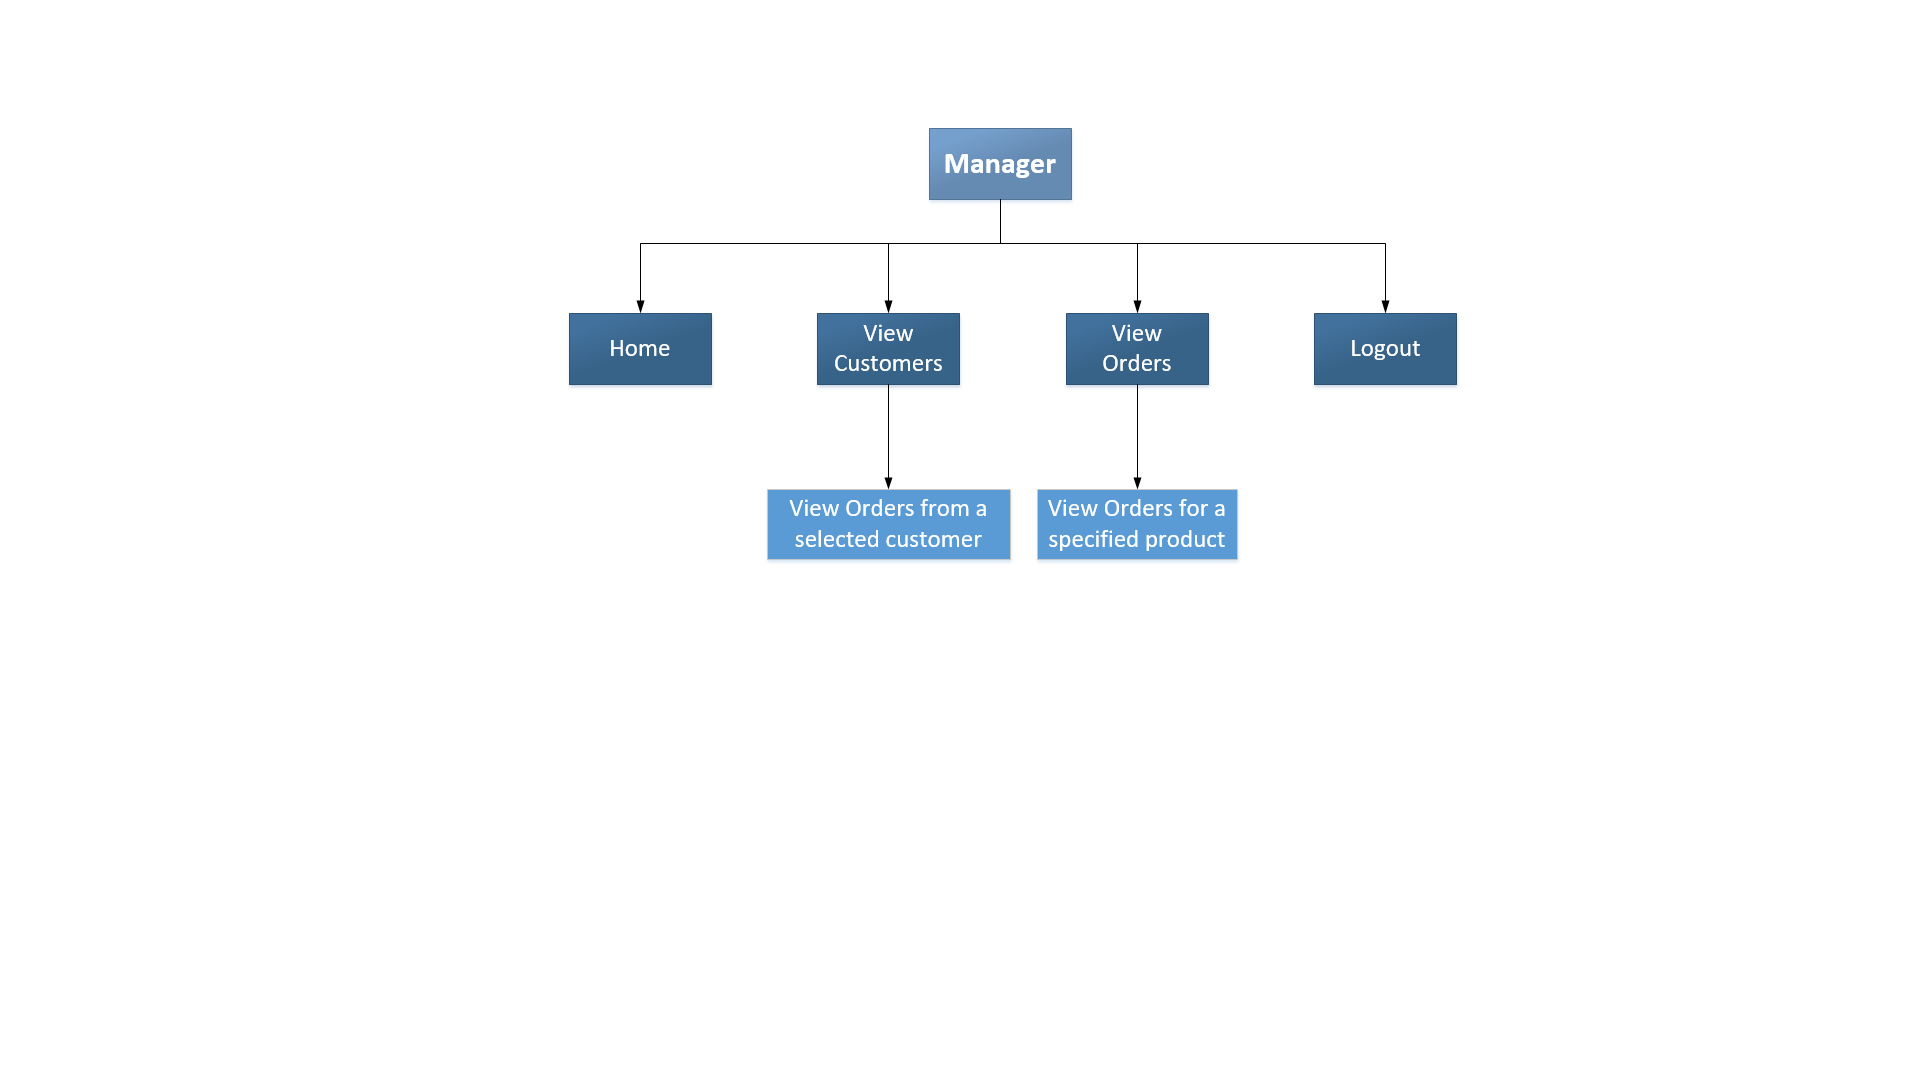 Manager
Home
View
Customers
View
Orders
Logout
View Orders from a
selected customer
View Orders for a
specified product